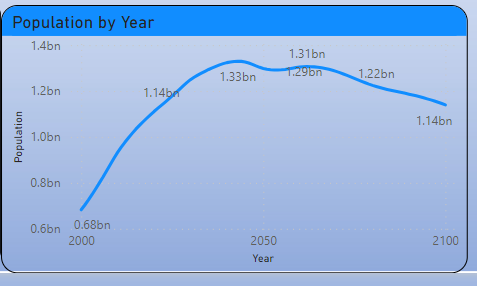 Population by Year
1.4bn
1.2bn
1.0bn
0.8bn
0.6bn
Population
0.68bn
1.14bn
1.33bn
1.31bn
1.29bn
1.22bn
1.14bn
2000
2050
2100
Year